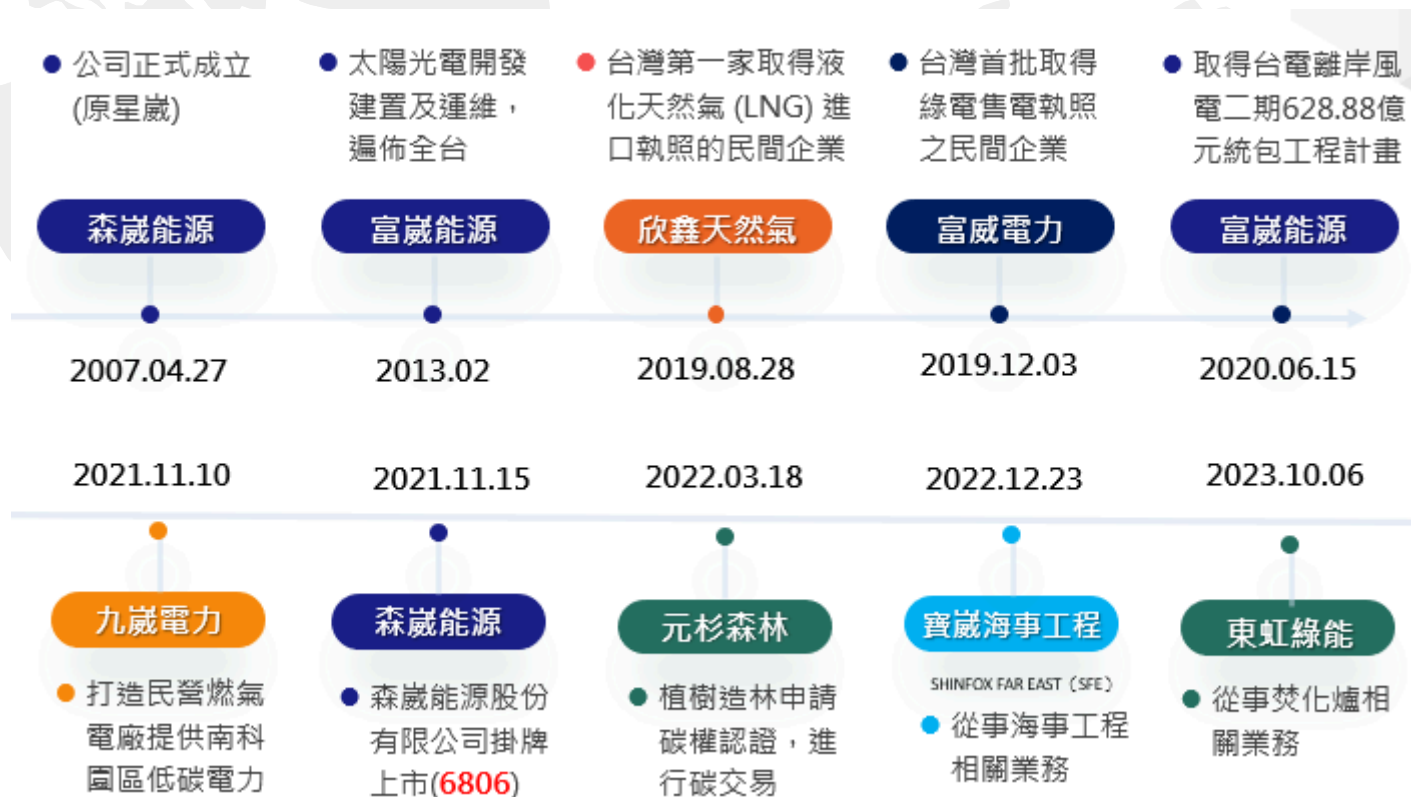 ● 公司正式成立
(原星崴)
● 太陽光電開發
建置及運維，
遍佈全台
● 台灣第一家取得液
化天然氣 (LNG) 進
口執照的民間企業
● 台灣首批取得
綠電售電執照
之民間企業
● 取得台電離岸風
電二期628.88億
元統包工程計畫
森崴能源
富崴能源
欣鑫天然氣
富威電力
富崴能源
2007.04.27
2013.02
2019.08.28
2019.12.03
2020.06.15
2021.11.10
2021.11.15
2022.03.18
2022.12.23
2023.10.06
九崴電力
森崴能源
元杉森林
寶崴海事工程
東虹綠能
● 打造民營燃氣
電廠提供南科
園區低碳電力
● 森崴能源股份
有限公司掛牌
上市(6806)
● 植樹造林申請
碳權認證，進
行碳交易
SHINFOX FAR EAST（SFE）
● 從事海事工程
相關業務
● 從事焚化爐相
關業務